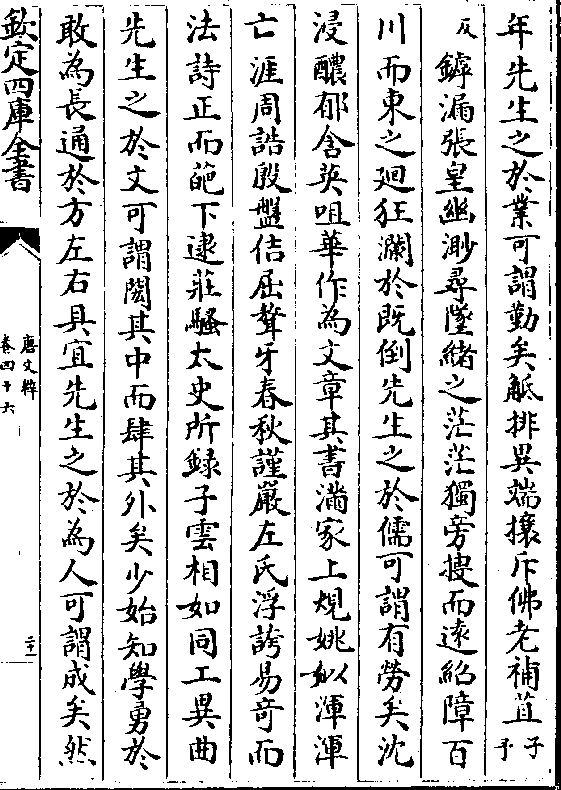 年先生之於業可謂勤矣觝排異端攘斥佛老補苴子予
反鏬漏張皇幽渺尋墜緒之茫茫獨旁搜而遠紹障百
川而東之廻狂瀾於既倒先生之於儒可謂有勞矣沈
浸醲郁含英咀華作為文章其書滿家上規姚姒渾渾
亡涯周誥殷盤佶屈聱牙春秋謹嚴左氏浮誇易竒而
法詩正而葩下逮莊騷太史所録子雲相如同工異曲
先生之於文可謂閎其中而肆其外矣少始知學勇於
敢為長通於方左右具宜先生之於為人可謂成矣然
欽定四庫全書
唐文粹
卷四十六
二十一